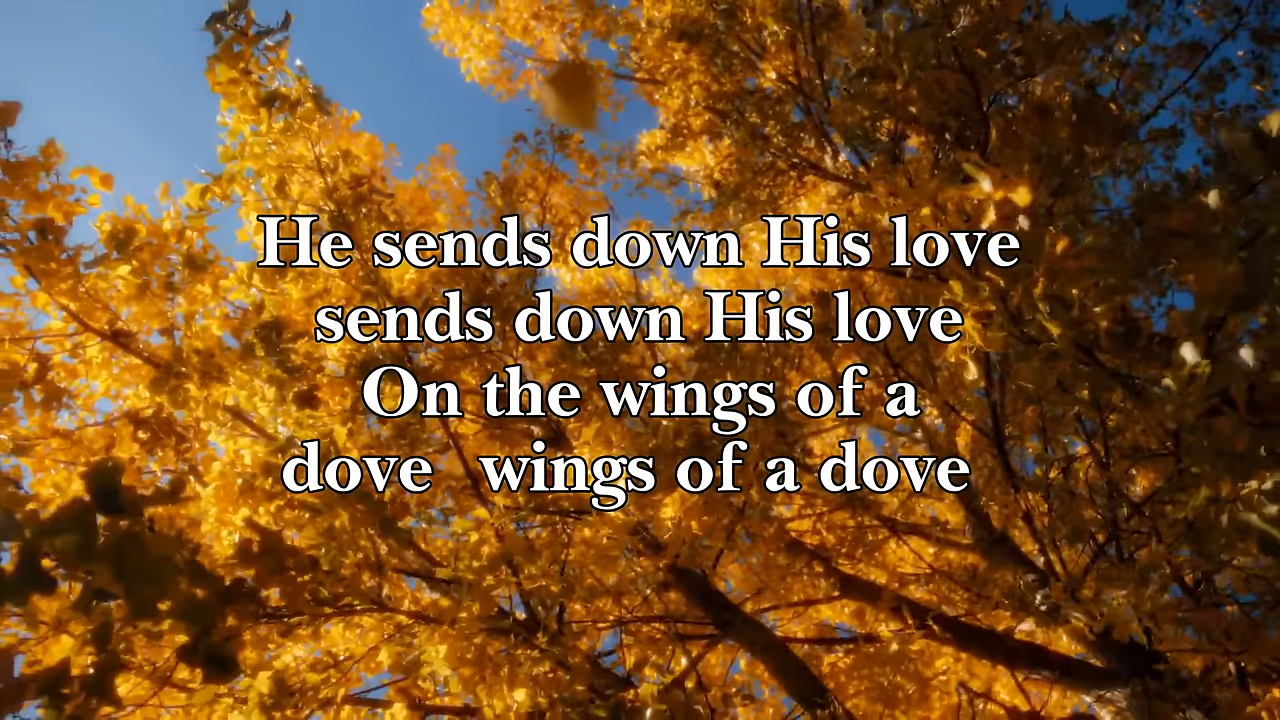 He sends down His love
sends down His love
On the wings of a
dove   wings of a dove